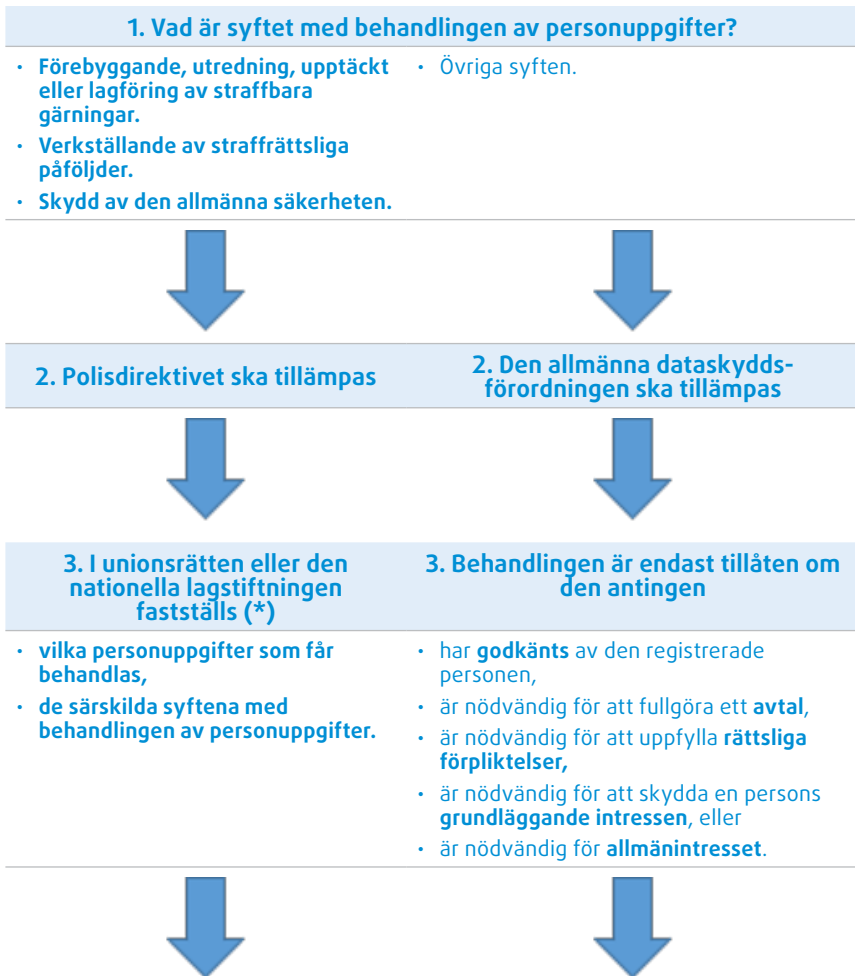 1. Vad är syftet med behandlingen av personuppgifter?
• Förebyggande, utredning, upptäckt
eller lagföring av straffbara
gärningar.
• Verkställande av straffrättsliga
påföljder.
• Skydd av den allmänna säkerheten.
• Övriga syften.
2. Polisdirektivet ska tillämpas
2. Den allmänna dataskydds-
förordningen ska tillämpas
3. I unionsrätten eller den
nationella lagstiftningen
fastställs (*)
• vilka personuppgifter som får
behandlas,
• de särskilda syftena med
behandlingen av personuppgifter.
3. Behandlingen är endast tillåten om
den antingen
• har godkänts av den registrerade
personen,
• är nödvändig för att fullgöra ett avtal,
• är nödvändig för att uppfylla rättsliga
förpliktelser,
• är nödvändig för att skydda en persons
grundläggande intressen, eller
• är nödvändig för allmänintresset.